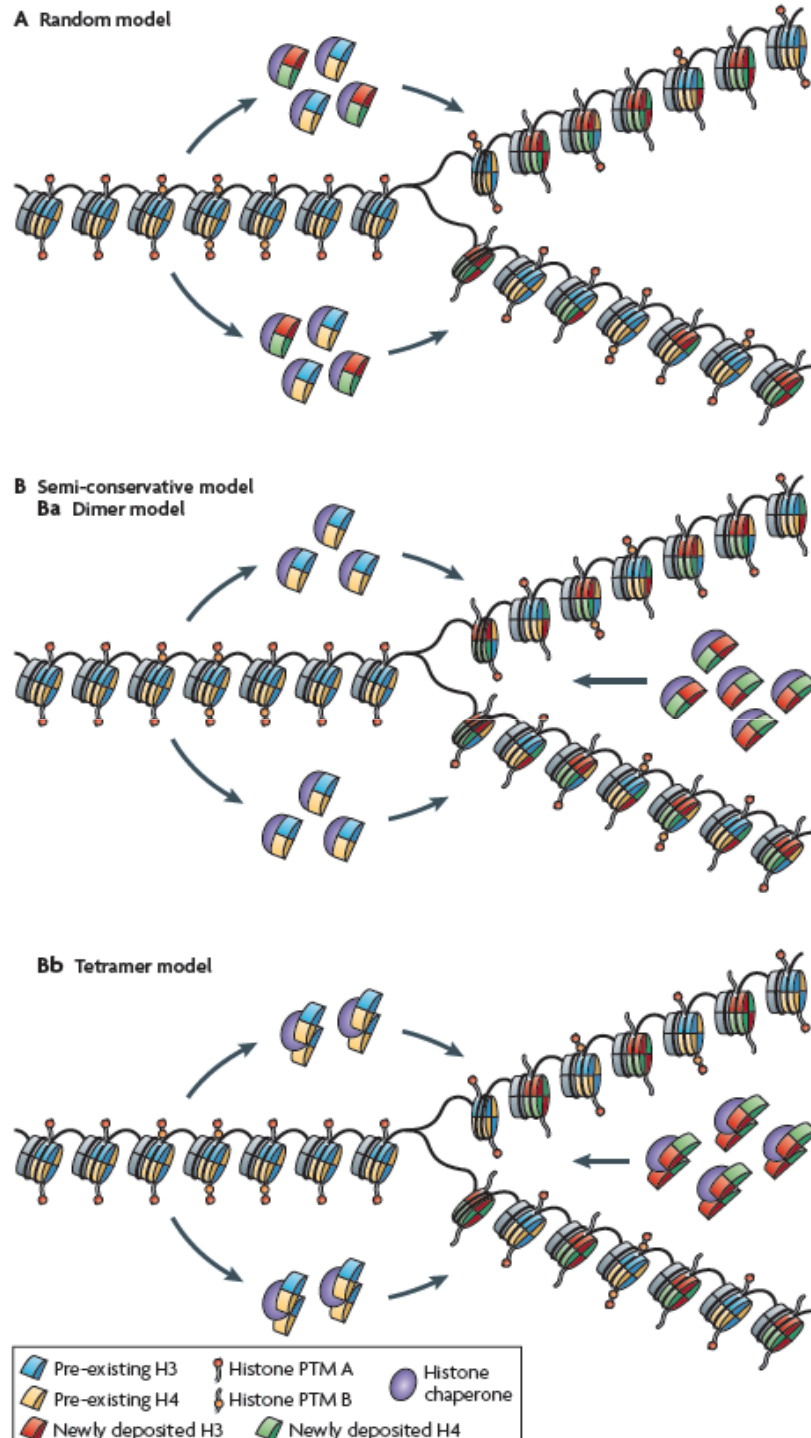 A Random model
B Semi-conservative model
Ba Dimer model
Bb Tetramer model
Pre-existing H3
Histone PTM A
Histone
chaperone
Pre-existing H4
Histone PTM B
Newly deposited H3
Newly deposited H4